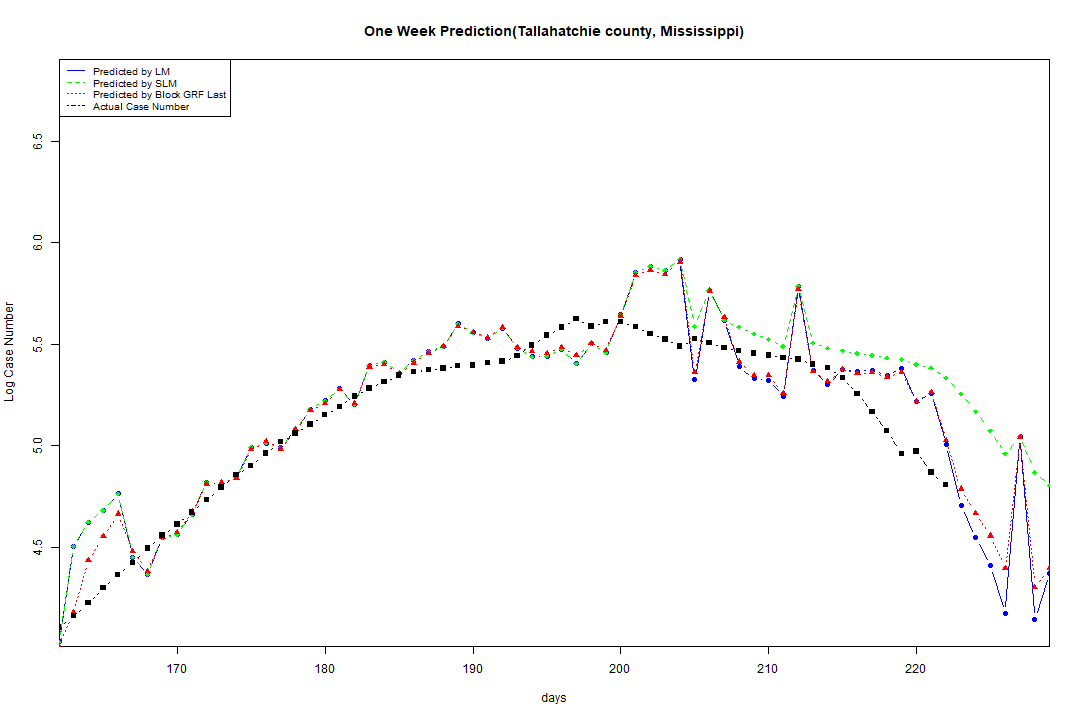 One Week Prediction(Tallahatchie county, Mississippi)
Predicted by LM
Predicted by SLM
Predicted by Block GRF Last
Actual Case Number
6.5
6.0
5.5
5.0
4.5
Log Case Number
170 180 190 200 210 220
days